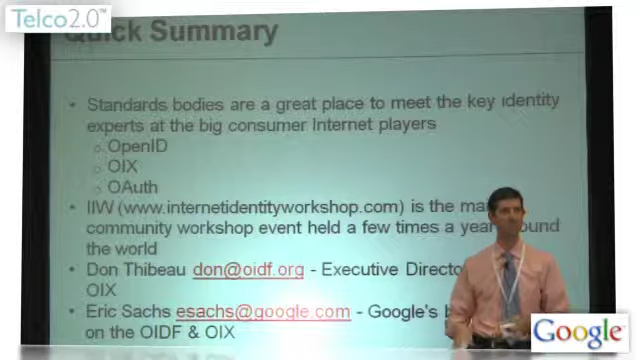 Telco2.0™
Quick Summary
• Standards bodies are a great place to meet the key identity
experts at the big consumer Internet players
o OpenID
o OIX
o OAuth
• IIW (www.internetidentityworkshop.com) is the
community workshop event held a few times a year
the world
• Don Thibeau don@oidf.org - Executive
OIX
• Eric Sachs esachs@google.com - Google's
on the OIDF & OIX
Google